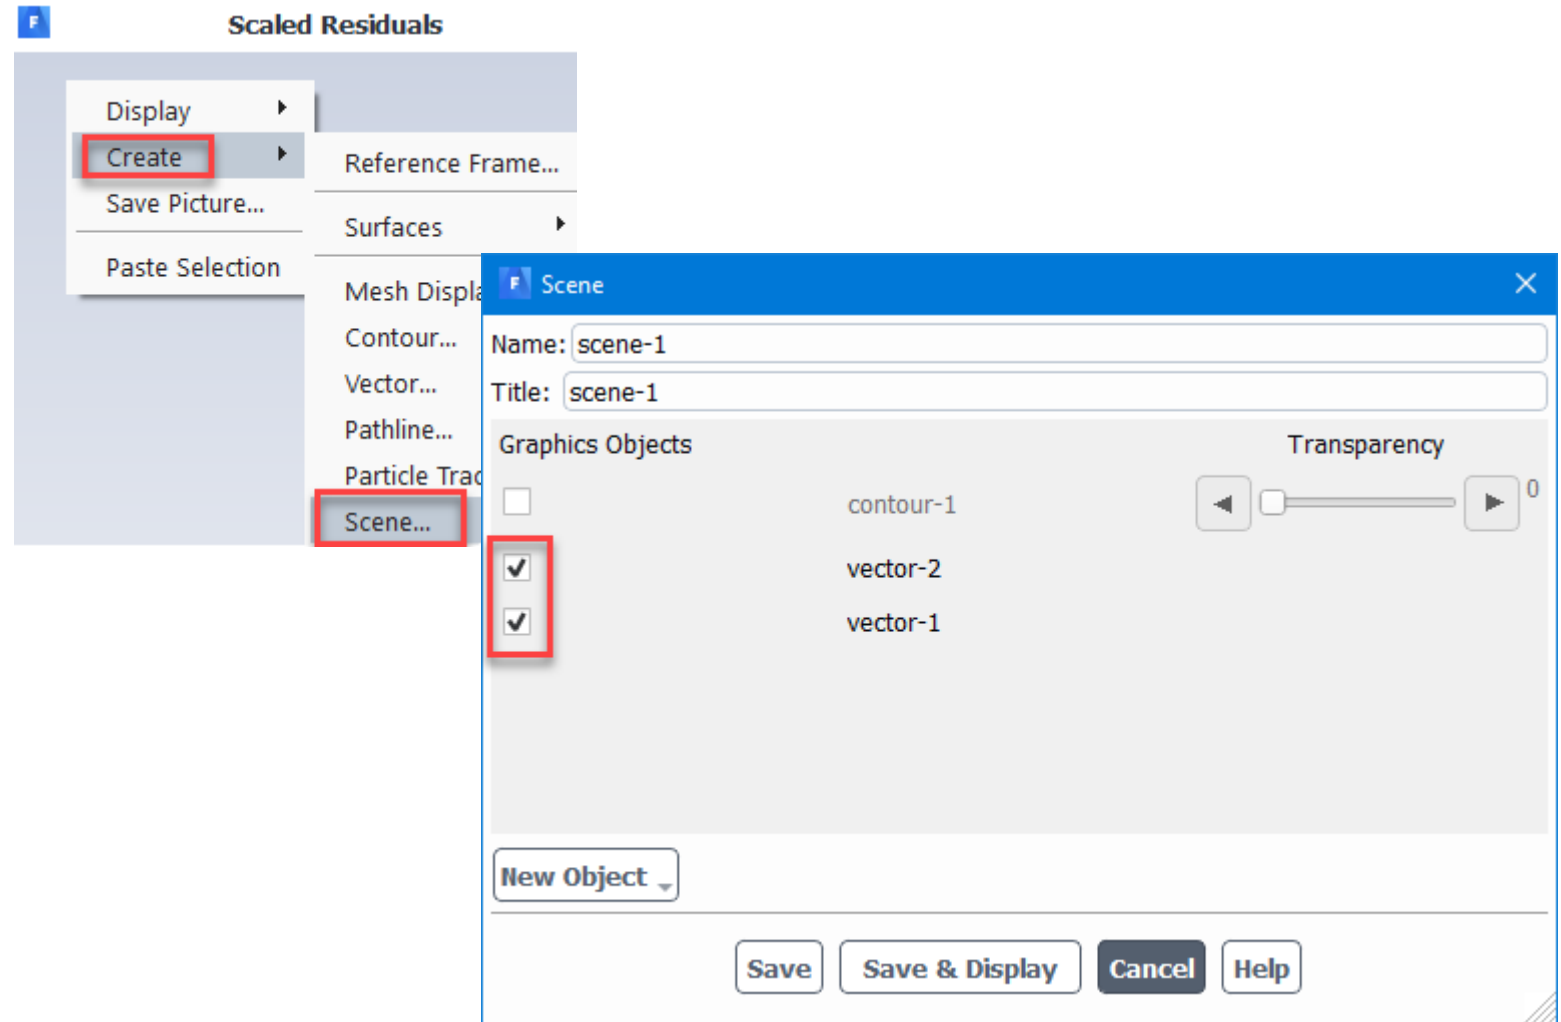 F
Scaled Residuals
Display
Create
Save Picture...
Paste Selection
Reference Frame...
Surfaces
Mesh Displa
Contour...
Vector...
Pathline...
Particle Trac
Scene...
F Scene
Name: scene-1
Title: scene-1
Graphics Objects Transparency
contour-1 0
vector-2
vector-1
New Object
Save Save & Display Cancel Help